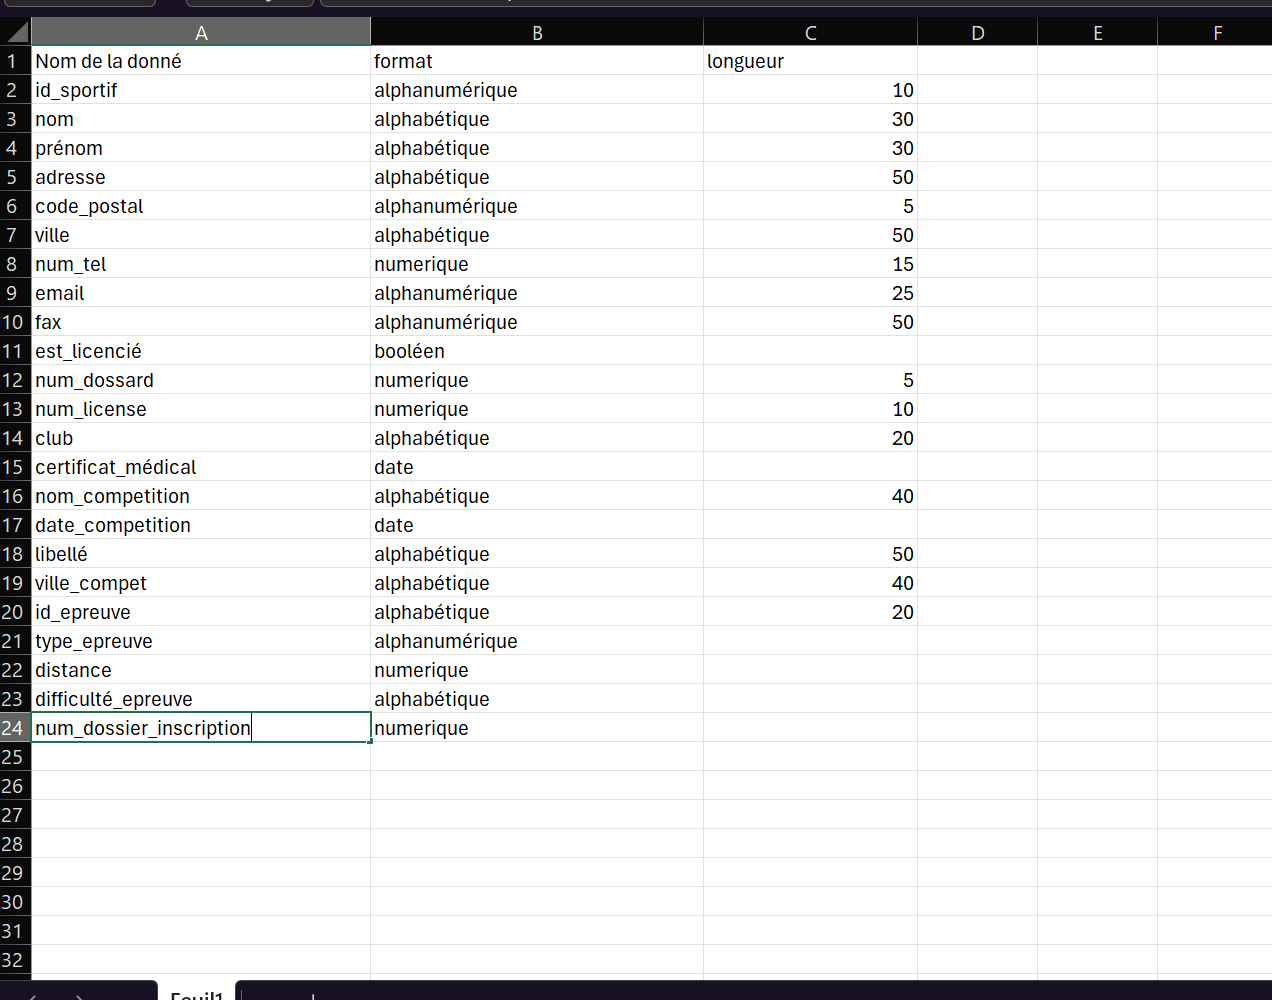 A B C D E F
1 Nom de la donné format longueur
2 id_sportif alphanumérique 10
3 nom alphabétique 30
4 prénom alphabétique 30
5 adresse alphabétique 50
6 code_postal alphanumérique 5
7 ville alphabétique 50
8 num_tel numerique 15
9 email alphanumérique 25
10 fax alphanumérique 50
11 est_licencié booléen
12 num_dossard numerique 5
13 num_license numerique 10
14 club alphabétique 20
15 certificat_médical date
16 nom_competition alphabétique 40
17 date_competition date
18 libellé alphabétique 50
19 ville_compet alphabétique 40
20 id_epreuve alphabétique 20
21 type_epreuve alphanumérique
22 distance numerique
23 difficulté_epreuve alphabétique
24 num_dossier_inscription numerique
25
26
27
28
29
30
31
32
Feuil1